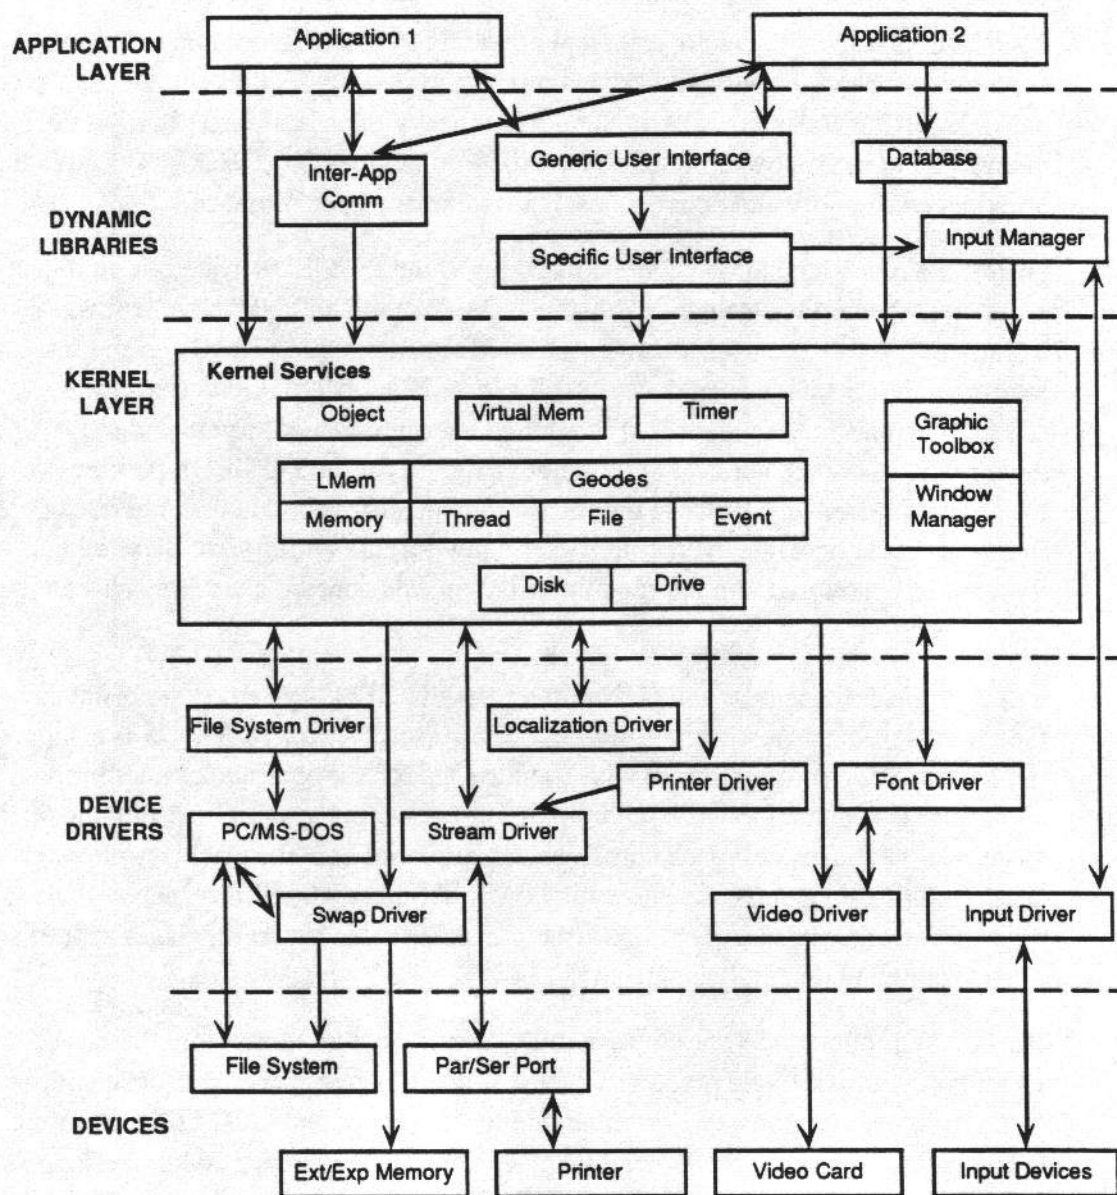 Application 1
Application 2
APPLICATION
LAYER
Generic User Interface
Database
Inter-App
Comm
DYNAMIC
LIBRARIES
Specific User Interface
Input Manager
KERNEL
LAYER
Kernel Services
Object
Virtual Mem
Timer
Graphic
Toolbox
LMem
Geodes
Window
Manager
Memory
Thread
File
Event
Disk
Drive
File System Driver
Localization Driver
Printer Driver
Font Driver
DEVICE
DRIVERS
PC/MS-DOS
Stream Driver
Swap Driver
Video Driver
Input Driver
File System
Par/Ser Port
DEVICES
Ext/Exp Memory
Printer
Video Card
Input Devices